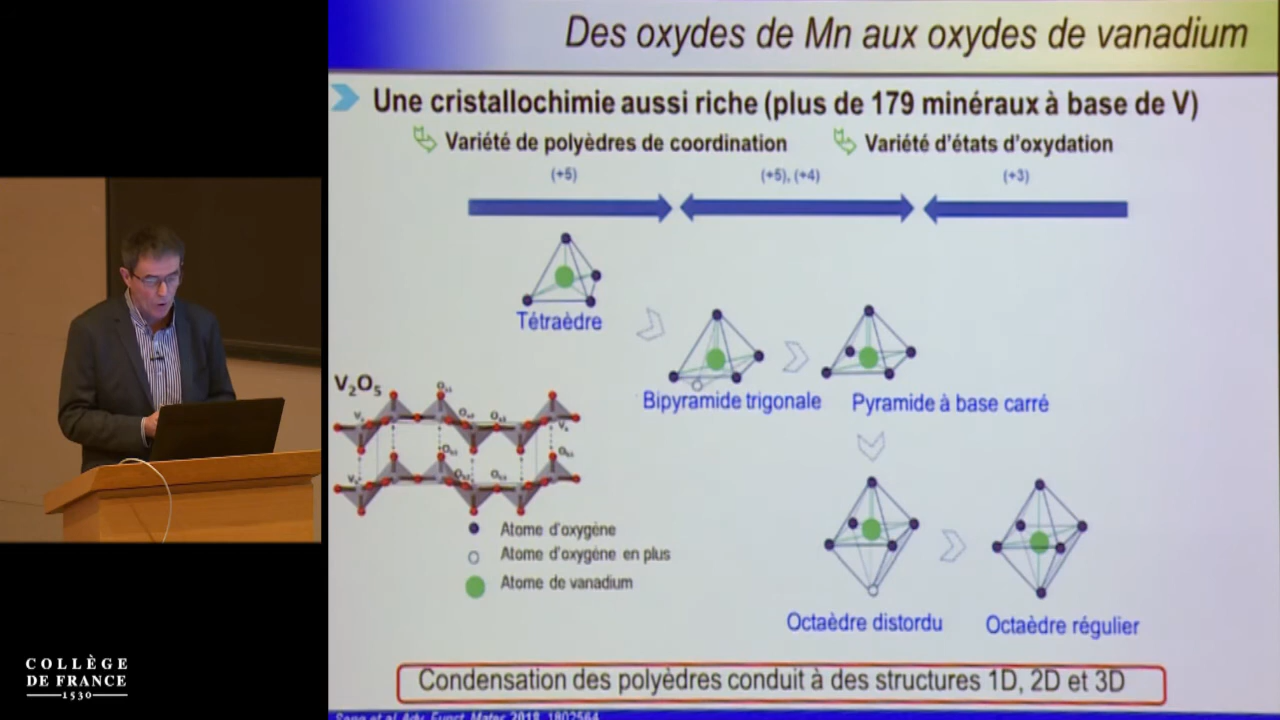 Des oxydes de Mn aux oxydes de vanadium
Une cristallochimie aussi riche (plus de 179 minéraux à base de V)
Variété de polyèdres de coordination
Variété d'états d'oxydation
(+5)
(+5), (+4)
(+3)
Tétraèdre
Bipyramide trigonale
Pyramide à base carré
V₂O₅
Atome d'oxygéne
Atome d'oxygéne en plus
Atome de vanadium
Octaèdre distordu
Octaèdre régulier
Condensation des polyèdres conduit à des structures 1D, 2D et 3D
COLLÈGE
DE FRANCE
1530